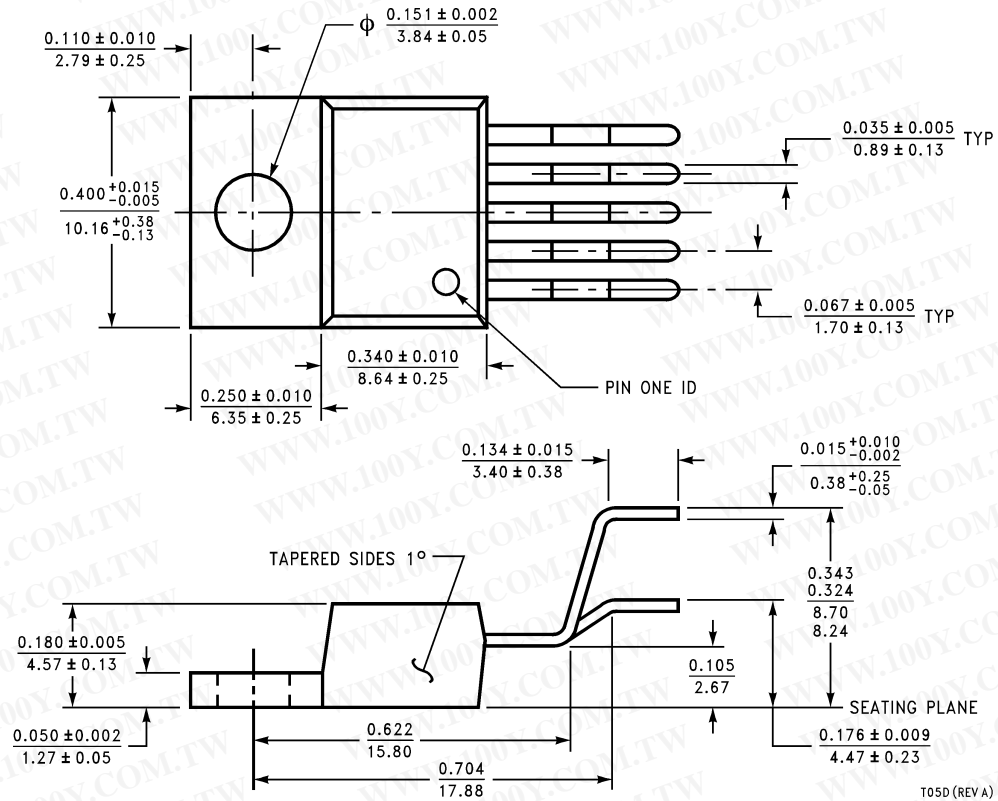 ϕ 0.151 ± 0.002
3.84 ± 0.05
0.110 ± 0.010
2.79 ± 0.25
0.035 ± 0.005 TYP
0.89 ± 0.13
0.400 +0.015 -0.005
10.16 +0.38 -0.13
0.067 ± 0.005 TYP
1.70 ± 0.13
0.340 ± 0.010
8.64 ± 0.25
PIN ONE ID
0.250 ± 0.010
6.35 ± 0.25
0.134 ± 0.015
3.40 ± 0.38
0.015 +0.010 -0.002
0.38 +0.25 -0.05
TAPERED SIDES 1°
0.343
0.324
8.70
8.24
0.180 ± 0.005
4.57 ± 0.13
0.105
2.67
SEATING PLANE
0.050 ± 0.002
1.27 ± 0.05
0.622
15.80
0.176 ± 0.009
4.47 ± 0.23
0.704
17.88
T05D (REV A)
WWW.100Y.COM.TW